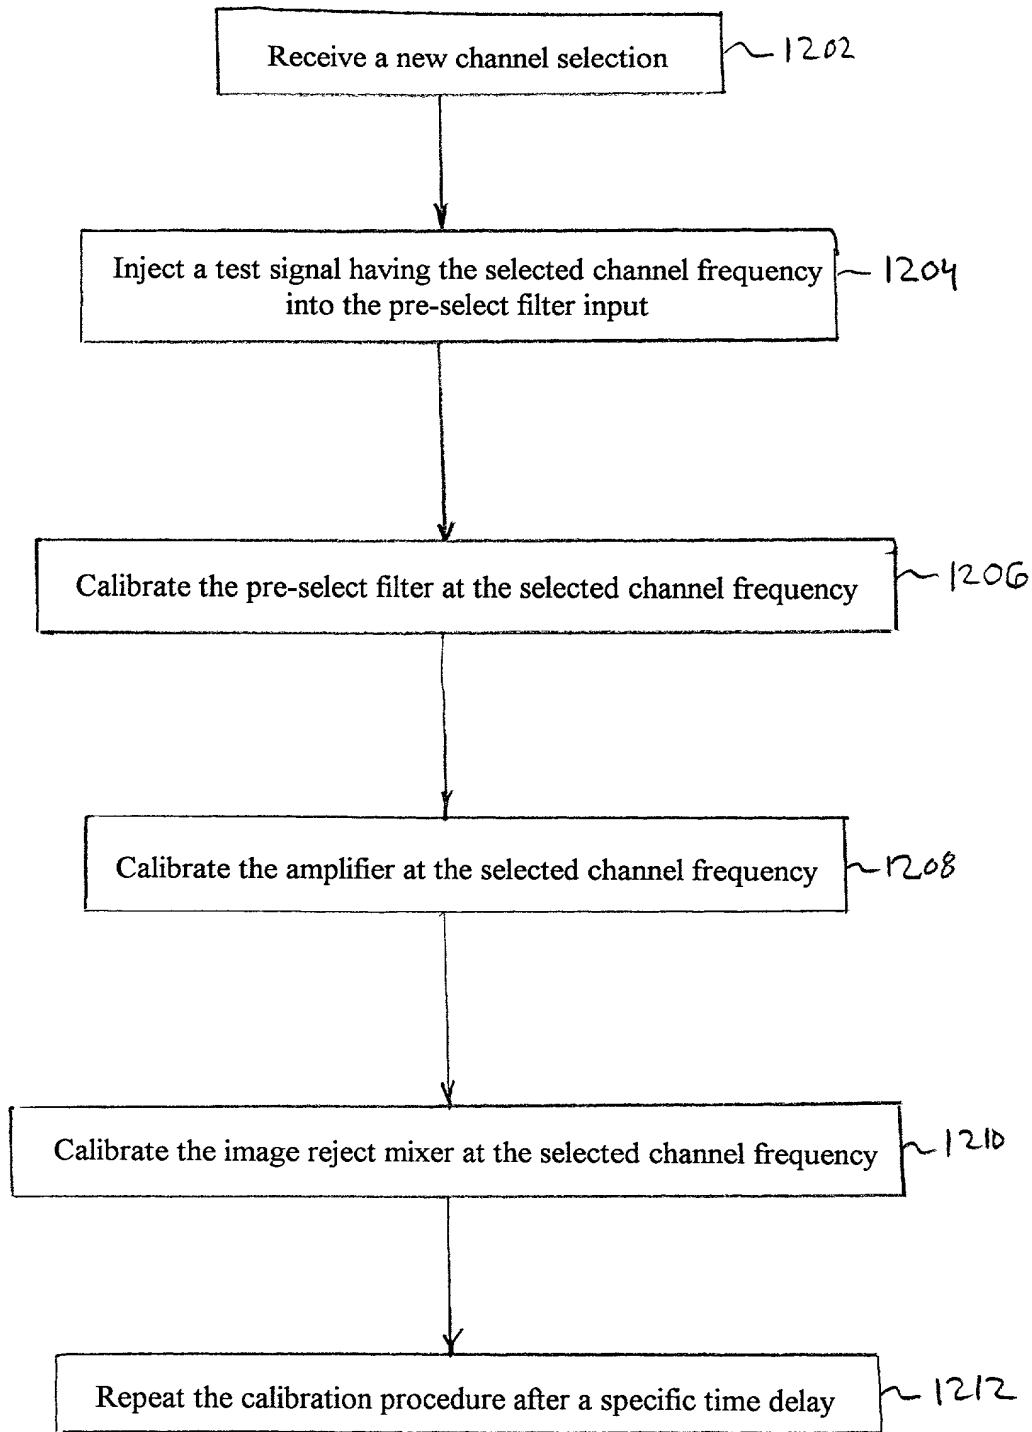 Receive a new channel selection
1202
Inject a test signal having the selected channel frequency
into the pre-select filter input
1204
Calibrate the pre-select filter at the selected channel frequency
1206
Calibrate the amplifier at the selected channel frequency
1208
Calibrate the image reject mixer at the selected channel frequency
1210
Repeat the calibration procedure after a specific time delay
1212